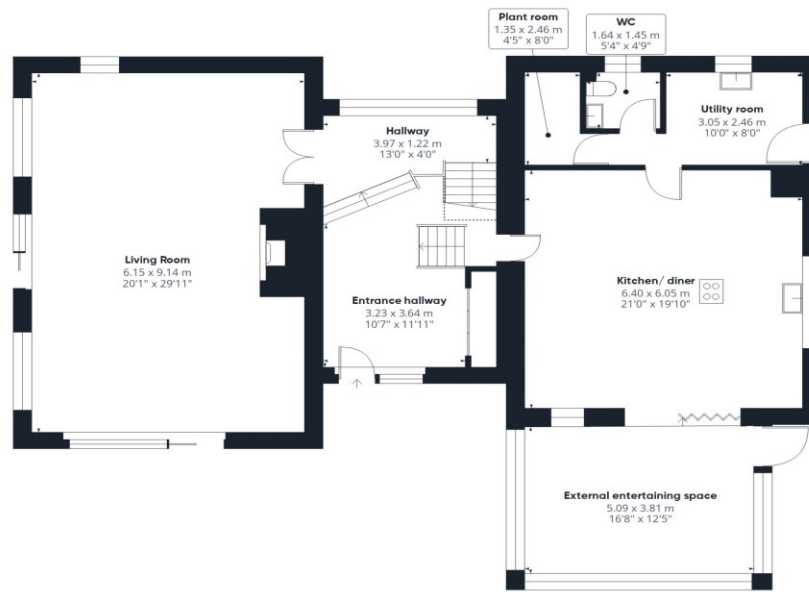 Plant room
1.35 x 2.46 m
4'5" x 8'0"
WC
1.64 x 1.45 m
5'4" x 4'9"
Hallway
3.97 x 1.22 m
13'0" x 4'0"
Utility room
3.05 x 2.46 m
10'0" x 8'0"
Living Room
6.15 x 9.14 m
20'1" x 29'11"
Kitchen/ diner
6.40 x 6.05 m
21'0" x 19'10"
Entrance hallway
3.23 x 3.64 m
10'7" x 11'11"
External entertaining space
5.09 x 3.81 m
16'8" x 12'5"